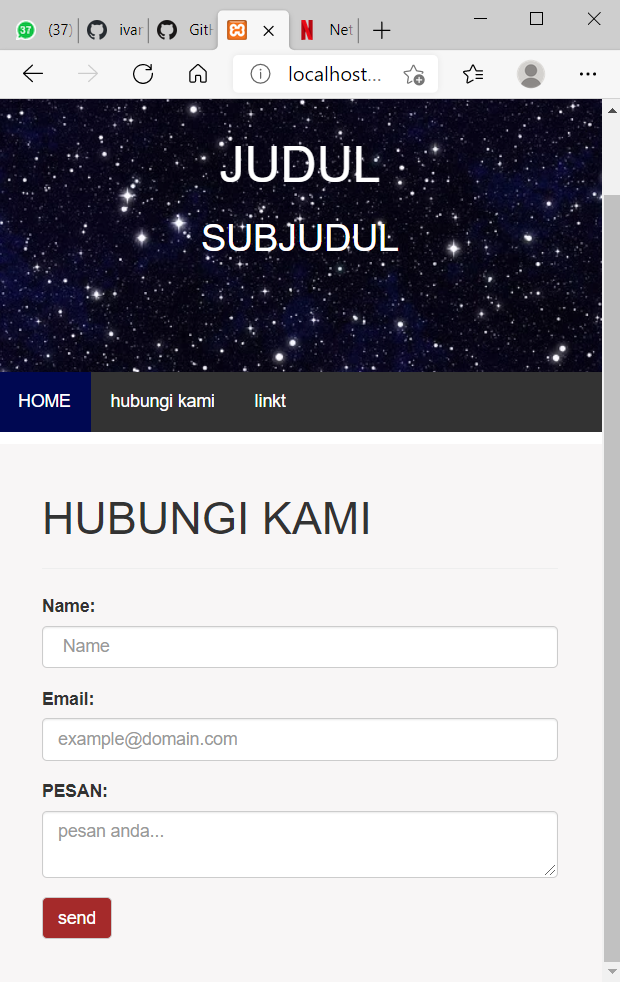 37 (37) ivar GitH Net
localhost...
JUDUL
SUBJUDUL
HOME hubungi kami linkt
HUBUNGI KAMI
Name:
Name
Email:
example@domain.com
PESAN:
pesan anda...
send